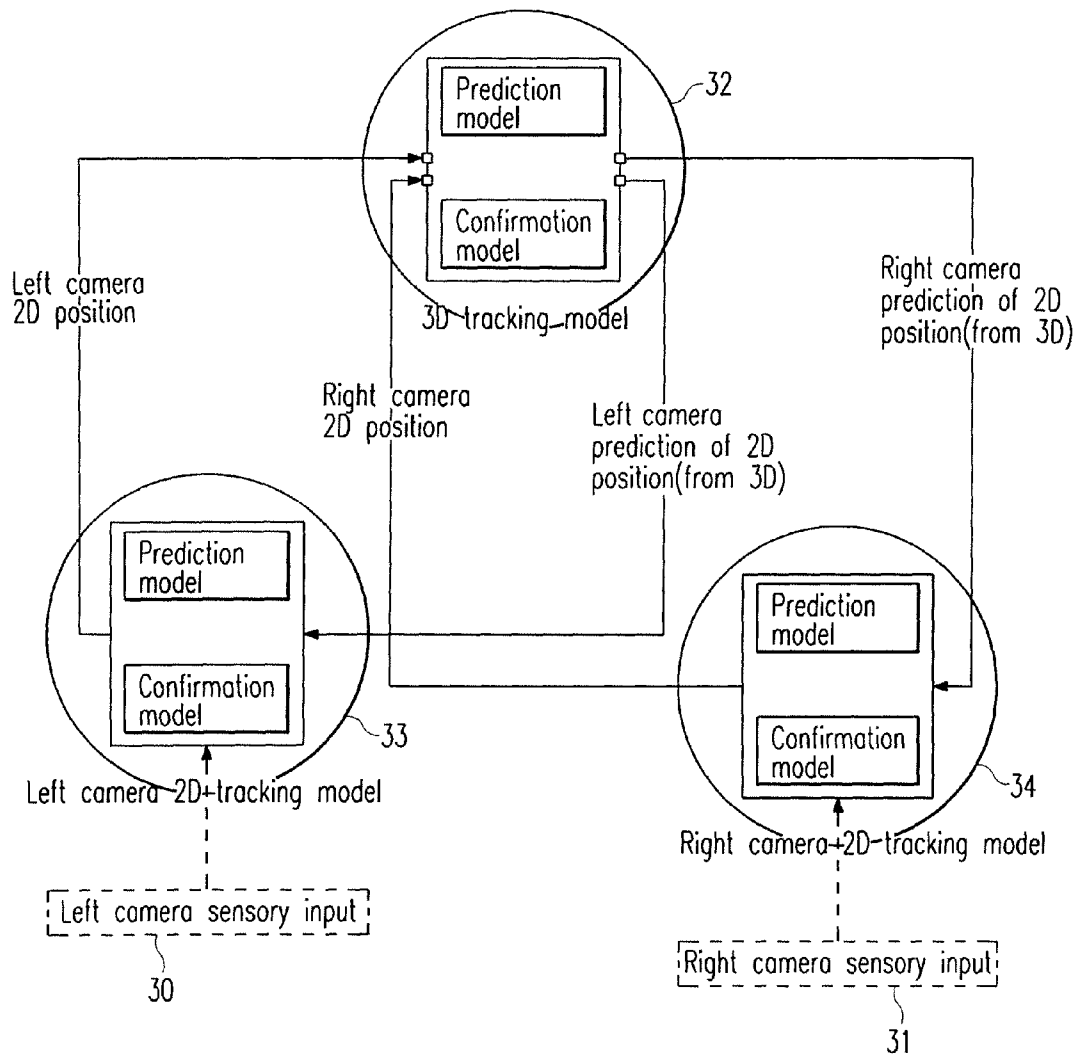 Prediction
model
32
Confirmation
model
3D tracking model
Left camera
2D position
Right camera
2D position
Left camera
prediction of 2D
position(from 3D)
Right camera
prediction of 2D
position(from 3D)
Prediction
model
Confirmation
model
33
Left camera 2D tracking model
Prediction
model
Confirmation
model
34
Right camera 2D tracking model
Left camera sensory input
30
Right camera sensory input
31